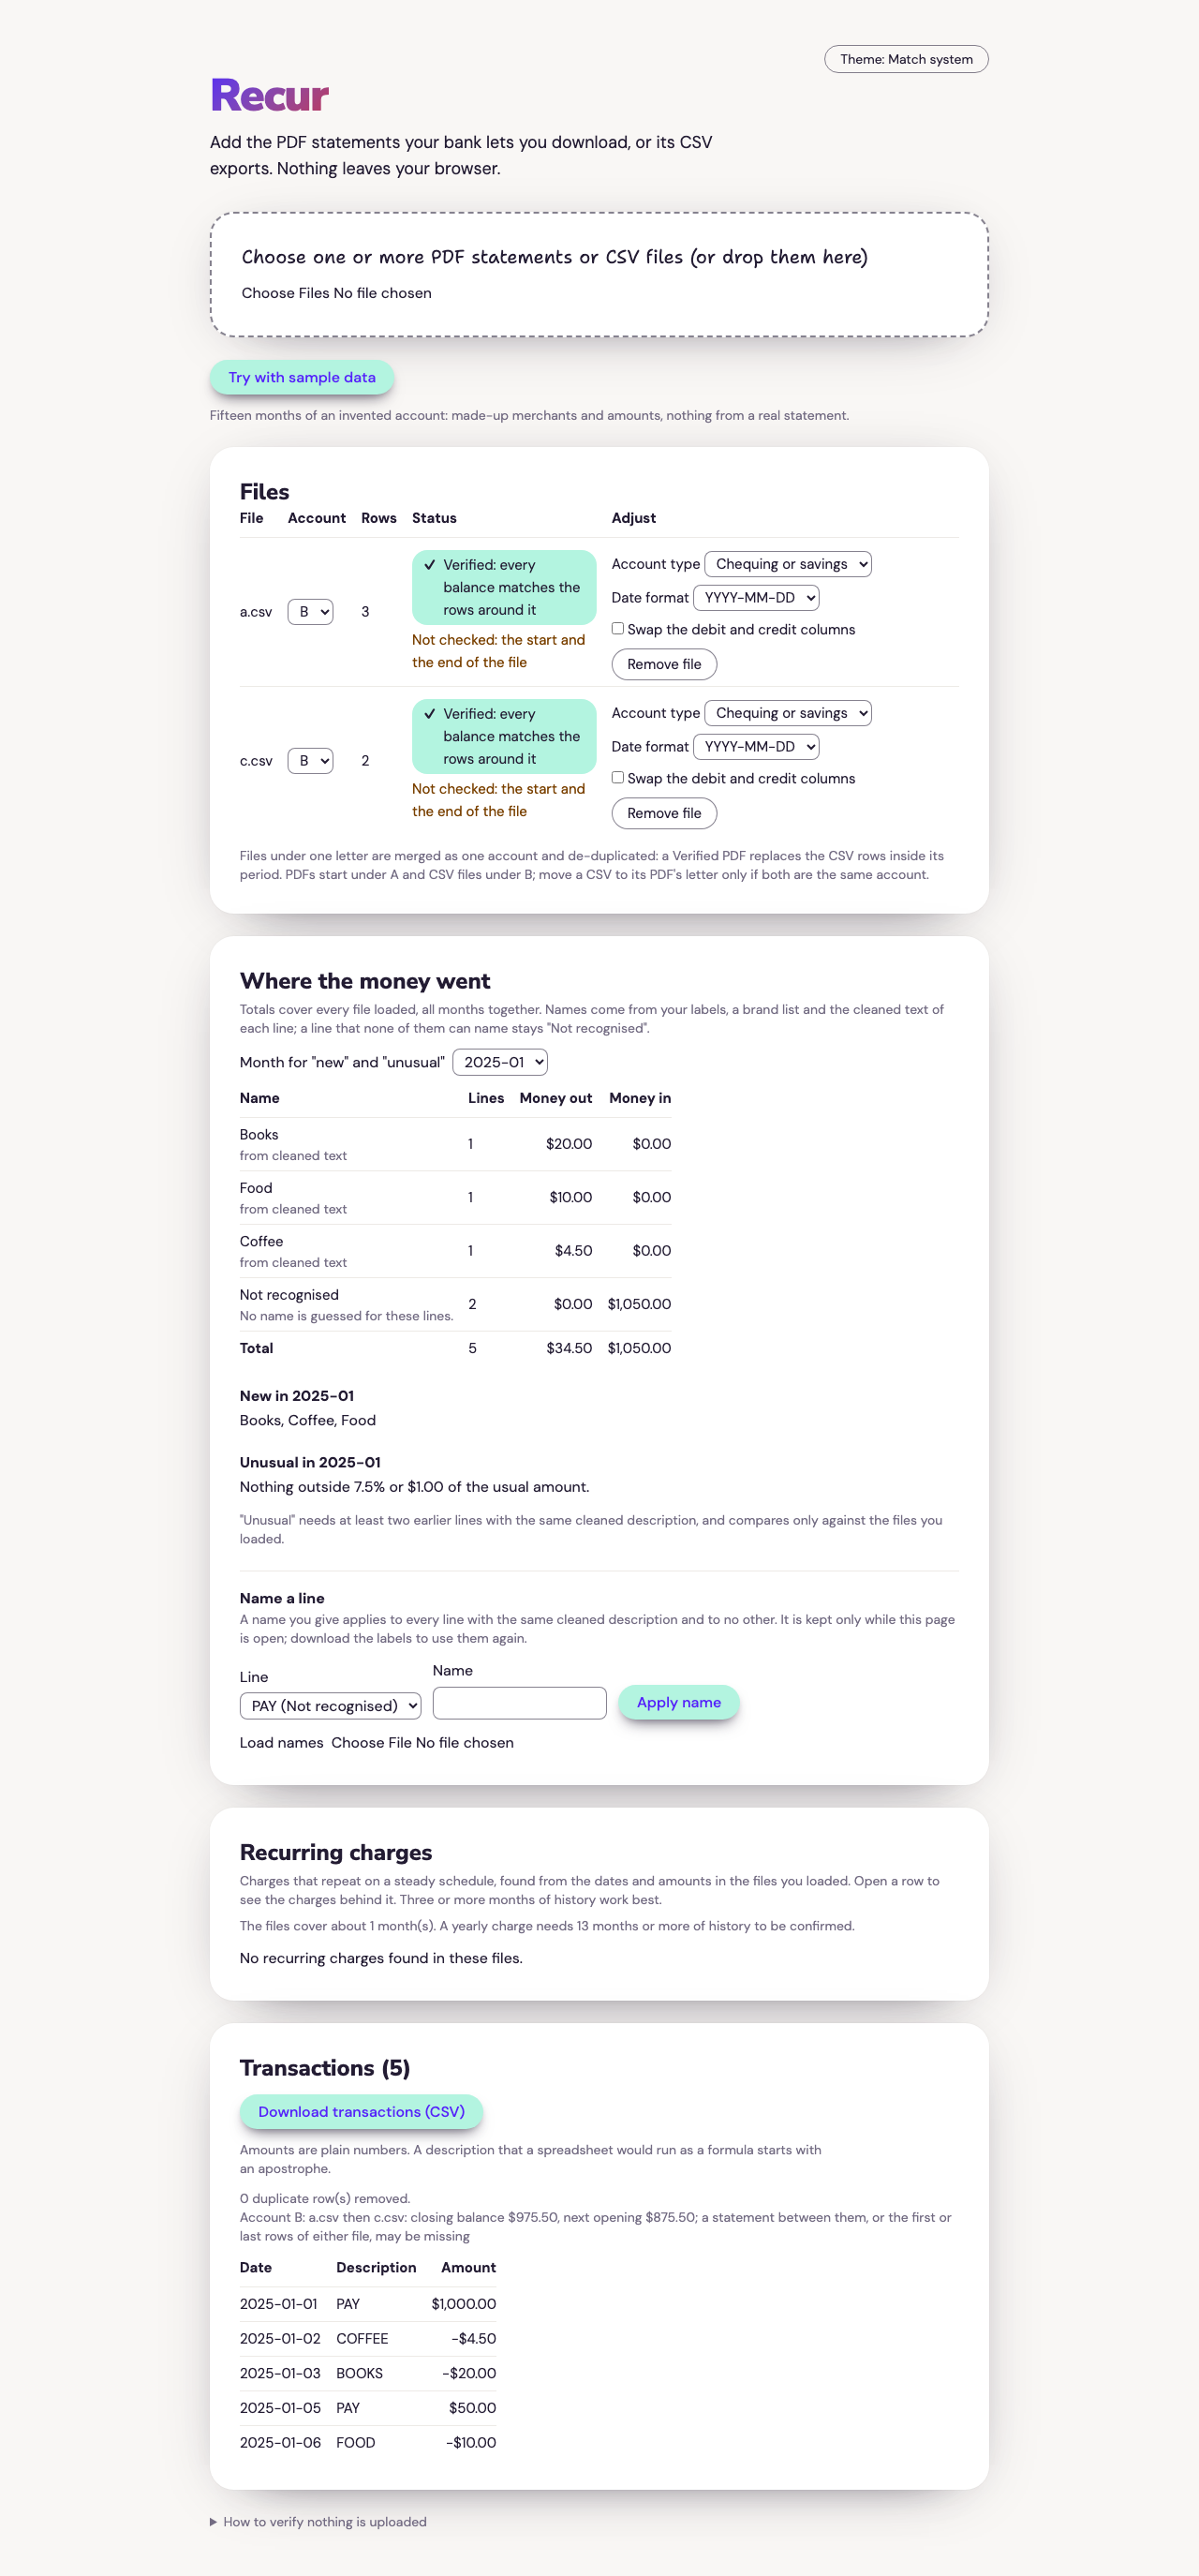 Theme: Match system
Recur
Add the PDF statements your bank lets you download, or its CSV
exports. Nothing leaves your browser.
Choose one or more PDF statements or CSV files (or drop them here)
Choose Files No file chosen
Try with sample data
Fifteen months of an invented account: made-up merchants and amounts, nothing from a real statement.
Files
File Account Rows Status Adjust
a.csv B 3
✓ Verified: every
balance matches the
rows around it
Not checked: the start and
the end of the file
Account type Chequing or savings
Date format YYYY-MM-DD
Swap the debit and credit columns
Remove file
c.csv B 2
✓ Verified: every
balance matches the
rows around it
Not checked: the start and
the end of the file
Account type Chequing or savings
Date format YYYY-MM-DD
Swap the debit and credit columns
Remove file
Files under one letter are merged as one account and de-duplicated: a Verified PDF replaces the CSV rows inside its
period. PDFs start under A and CSV files under B; move a CSV to its PDF's letter only if both are the same account.
Where the money went
Totals cover every file loaded, all months together. Names come from your labels, a brand list and the cleaned text of
each line; a line that none of them can name stays "Not recognised".
Month for "new" and "unusual" 2025-01
Name Lines Money out Money in
Books
from cleaned text
1 $20.00 $0.00
Food
from cleaned text
1 $10.00 $0.00
Coffee
from cleaned text
1 $4.50 $0.00
Not recognised
No name is guessed for these lines.
2 $0.00 $1,050.00
Total 5 $34.50 $1,050.00
New in 2025-01
Books, Coffee, Food
Unusual in 2025-01
Nothing outside 7.5% or $1.00 of the usual amount.
"Unusual" needs at least two earlier lines with the same cleaned description, and compares only against the files you
loaded.
Name a line
A name you give applies to every line with the same cleaned description and to no other. It is kept only while this page
is open; download the labels to use them again.
Line
PAY (Not recognised)
Name
Apply name
Load names Choose File No file chosen
Recurring charges
Charges that repeat on a steady schedule, found from the dates and amounts in the files you loaded. Open a row to
see the charges behind it. Three or more months of history work best.
The files cover about 1 month(s). A yearly charge needs 13 months or more of history to be confirmed.
No recurring charges found in these files.
Transactions (5)
Download transactions (CSV)
Amounts are plain numbers. A description that a spreadsheet would run as a formula starts with
an apostrophe.
0 duplicate row(s) removed.
Account B: a.csv then c.csv: closing balance $975.50, next opening $875.50; a statement between them, or the first or
last rows of either file, may be missing
Date Description Amount
2025-01-01 PAY $1,000.00
2025-01-02 COFFEE -$4.50
2025-01-03 BOOKS -$20.00
2025-01-05 PAY $50.00
2025-01-06 FOOD -$10.00
How to verify nothing is uploaded